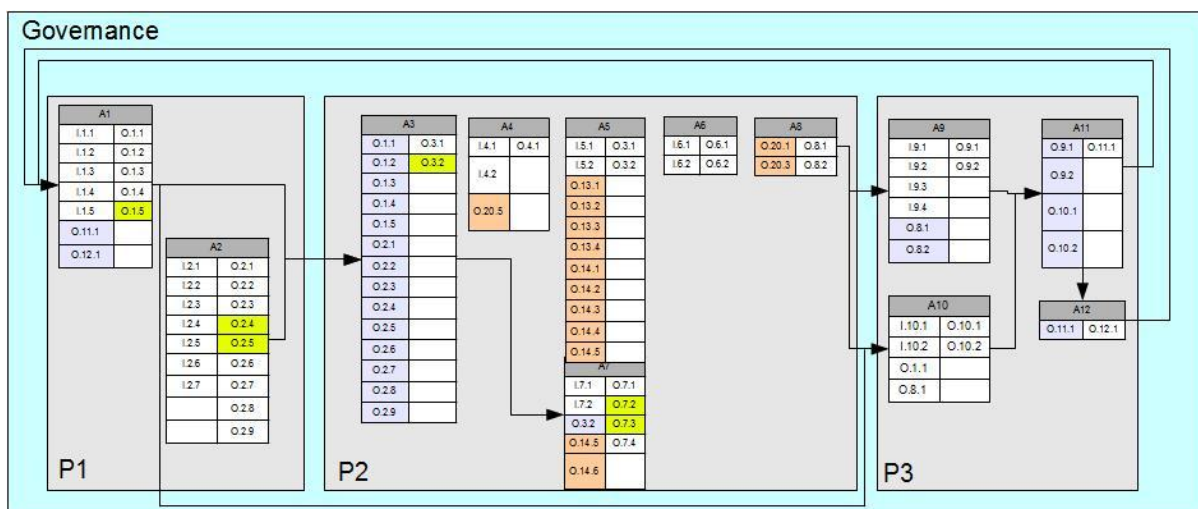 Governance
A1
I.1.1 O.1.1
I.1.2 O.1.2
I.1.3 O.1.3
I.1.4 O.1.4
I.1.5 O.1.5
O.11.1
O.12.1
A2
I.2.1 O.2.1
I.2.2 O.2.2
I.2.3 O.2.3
I.2.4 O.2.4
I.2.5 O.2.5
I.2.6 O.2.6
I.2.7 O.2.7
O.2.8
O.2.9
P1
A3
O.1.1 O.3.1
O.1.2 O.3.2
O.1.3
O.1.4
O.1.5
O.2.1
O.2.2
O.2.3
O.2.4
O.2.5
O.2.6
O.2.7
O.2.8
O.2.9
A4
I.4.1 O.4.1
I.4.2
O.20.5
A5
I.5.1 O.3.1
I.5.2 O.3.2
O.13.1
O.13.2
O.13.3
O.13.4
O.14.1
O.14.2
O.14.3
O.14.4
O.14.5
A7
I.7.1 O.7.1
I.7.2 O.7.2
O.3.2 O.7.3
O.14.5 O.7.4
O.14.6
A6
I.6.1 O.6.1
I.6.2 O.6.2
A8
O.20.1 O.8.1
O.20.3 O.8.2
P2
A9
I.9.1 O.9.1
I.9.2 O.9.2
I.9.3
I.9.4
O.8.1
O.8.2
A10
I.10.1 O.10.1
I.10.2 O.10.2
O.1.1
O.8.1
A11
O.9.1 O.11.1
O.9.2
O.10.1
O.10.2
A12
O.11.1 O.12.1
P3